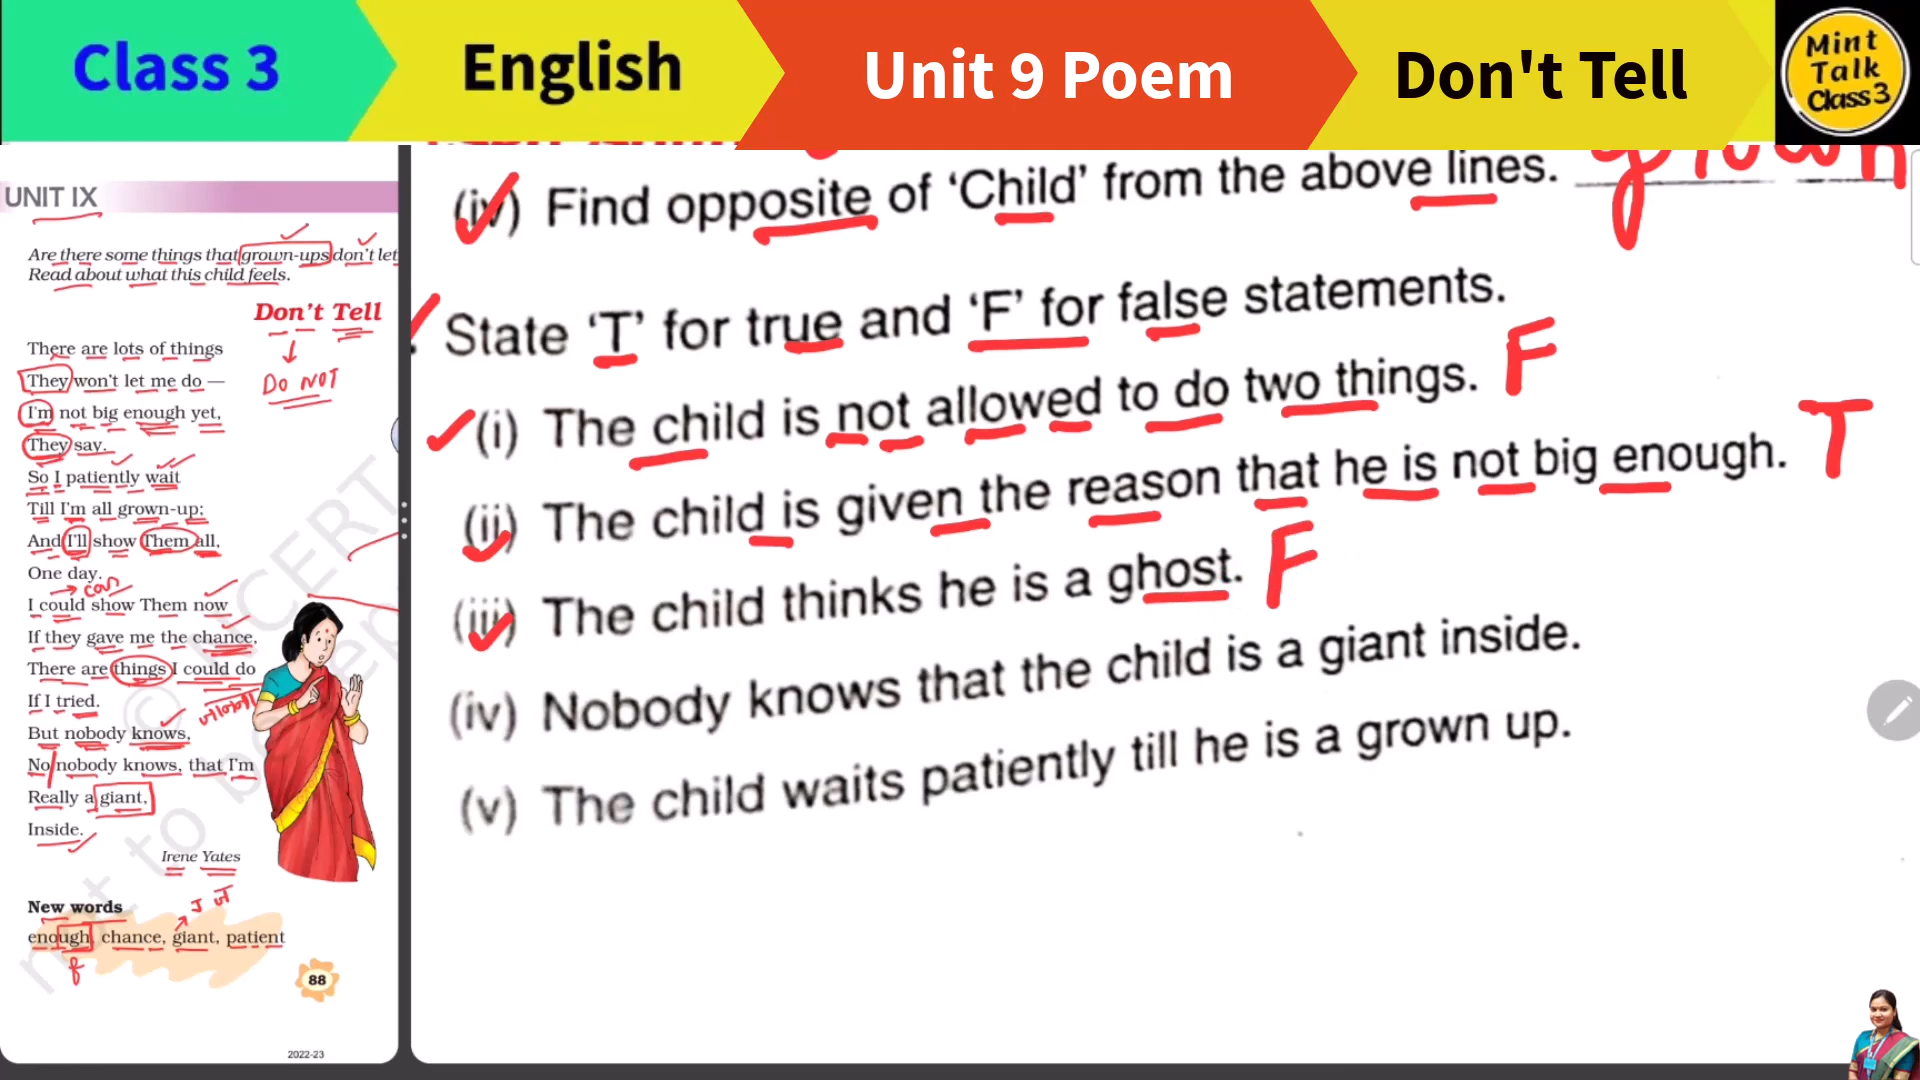 Class 3
English
Unit 9 Poem
Don't Tell
Mint
Talk
Class 3
UNIT IX
Are there some things that grown-ups don't let
Read about what this child feels.
Don't Tell
DO NOT
There are lots of things
They won't let me do —
I'm not big enough yet,
They say.
So I patiently wait
Till I'm all grown-up;
And I'll show Them all,
One day.
can
I could show Them now
If they gave me the chance,
There are things I could do
If I tried.
But nobody knows,
No nobody knows, that I'm
Really a giant,
Inside.
Irene Yates
New words
enough, chance, giant, patient
f
88
2022-23
© NCERT
not to be rep
(iv) Find opposite of ‘Child’ from the above lines. grown
State ‘T’ for true and ‘F’ for false statements.
(i) The child is not allowed to do two things. F
(ii) The child is given the reason that he is not big enough. T
(iii) The child thinks he is a ghost. F
(iv) Nobody knows that the child is a giant inside.
(v) The child waits patiently till he is a grown up.